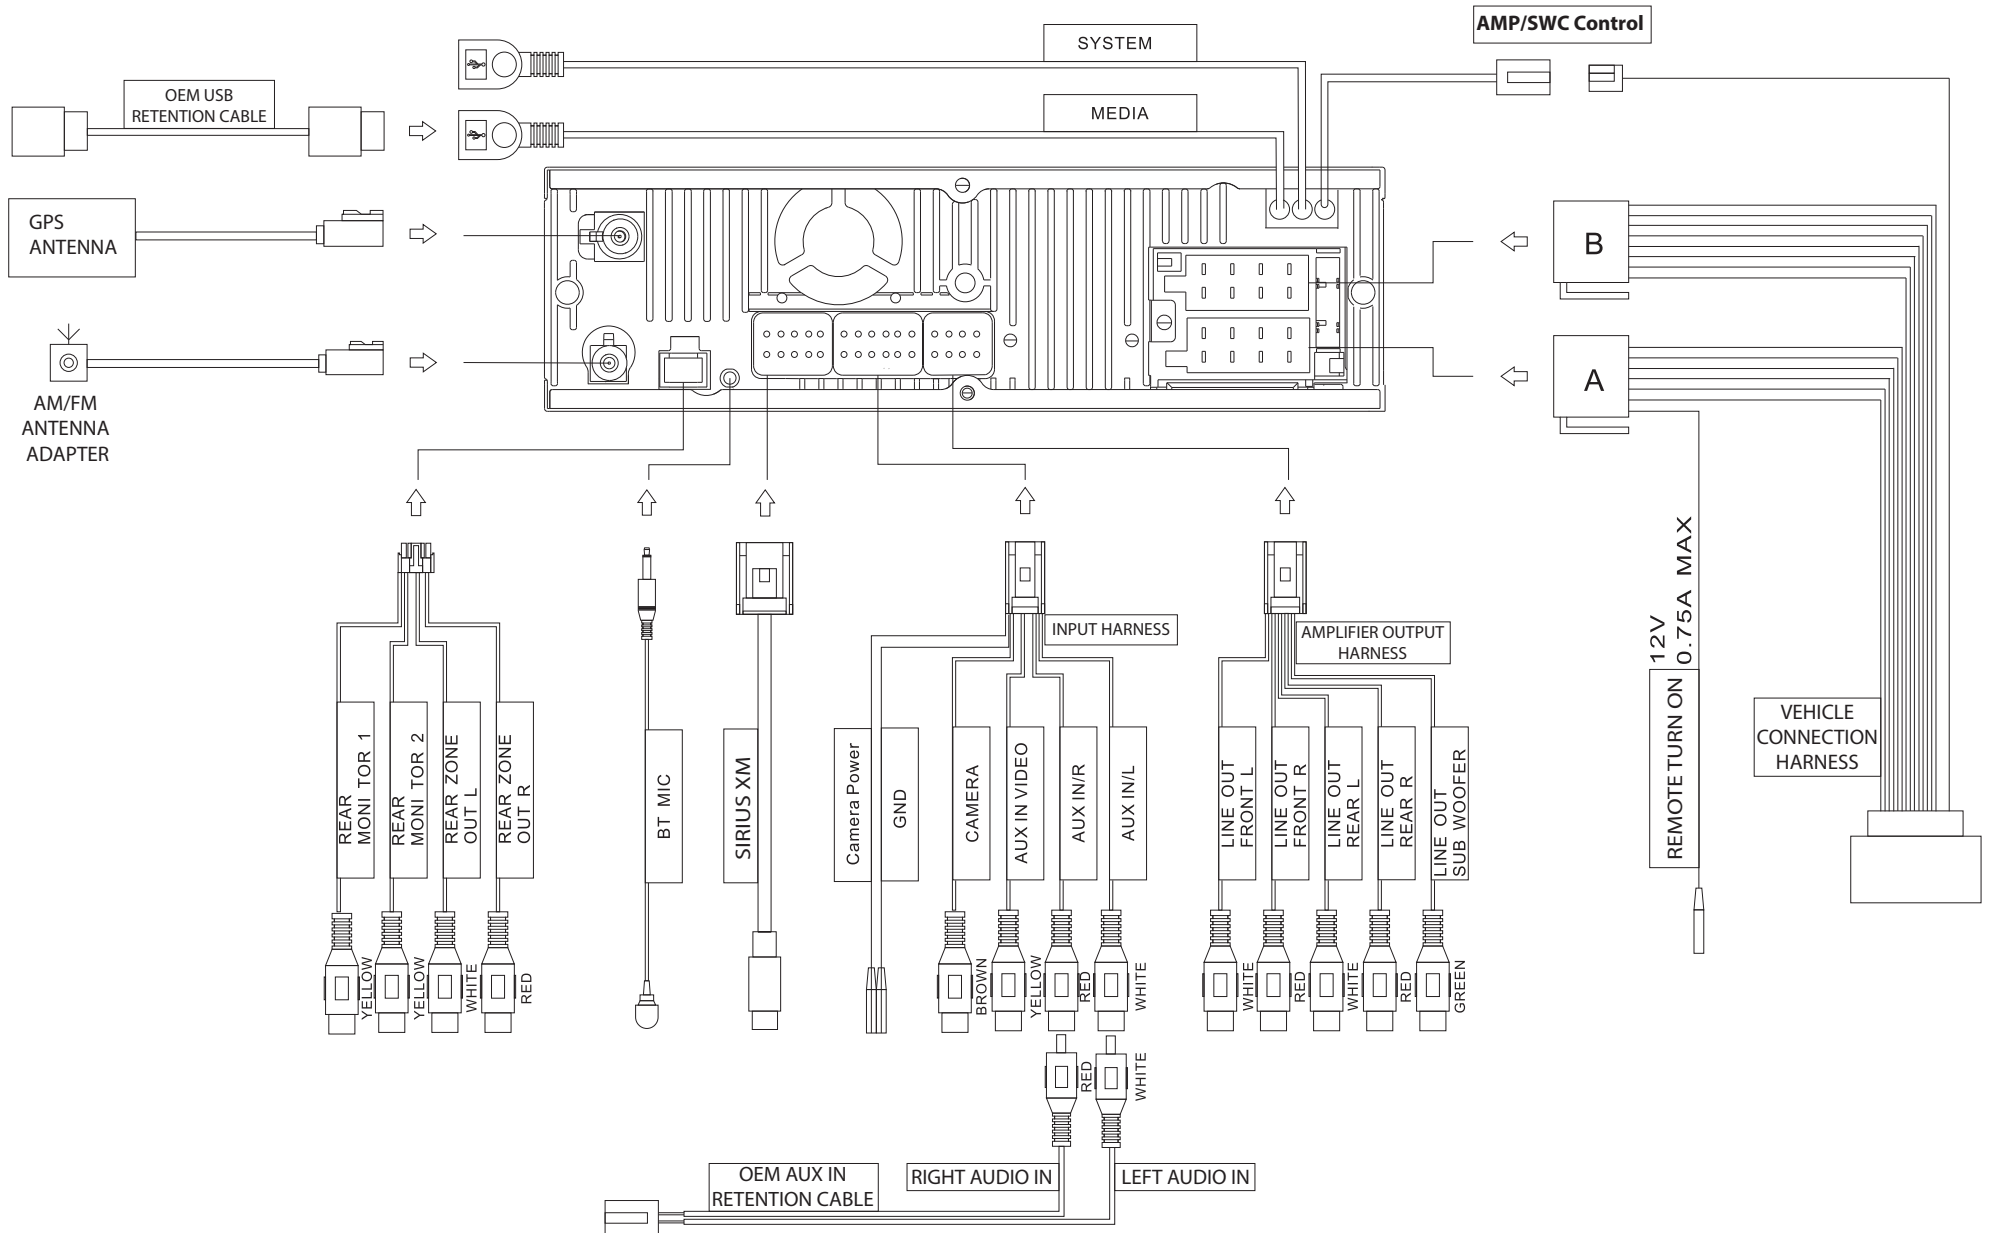 AMP/SWC Control
SYSTEM
OEM USB
RETENTION CABLE
MEDIA
GPS
ANTENNA
B
A
AM/FM
ANTENNA
ADAPTER
12V
0.75A MAX
REMOTE TURN ON
INPUT HARNESS
AMPLIFIER OUTPUT
HARNESS
VEHICLE
CONNECTION
HARNESS
REAR
MONI TOR 1
REAR
MONI TOR 2
REAR ZONE
OUT L
REAR ZONE
OUT R
BT MIC
SIRIUS XM
Camera Power
GND
CAMERA
AUX IN VIDEO
AUX IN/R
AUX IN/L
LINE OUT
FRONT L
LINE OUT
FRONT R
LINE OUT
REAR L
LINE OUT
REAR R
LINE OUT
SUB WOOFER
YELLOW
YELLOW
WHITE
RED
BROWN
YELLOW
RED
WHITE
WHITE
RED
WHITE
RED
GREEN
RED
WHITE
OEM AUX IN
RETENTION CABLE
RIGHT AUDIO IN
LEFT AUDIO IN